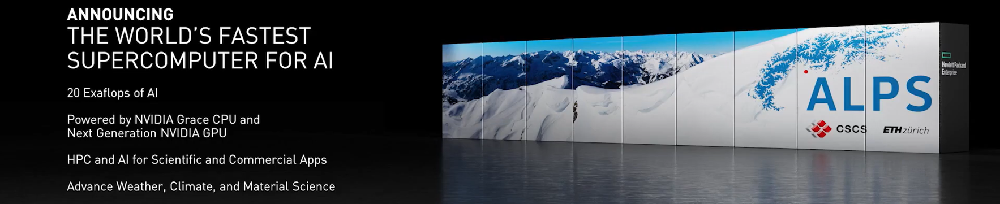 ANNOUNCING
THE WORLD'S FASTEST
SUPERCOMPUTER FOR AI
20 Exaflops of AI
Powered by NVIDIA Grace CPU and
Next Generation NVIDIA GPU
HPC and AI for Scientific and Commercial Apps
Advance Weather, Climate, and Material Science
ALPS
CSCS
ETH zürich
Hewlett Packard
Enterprise